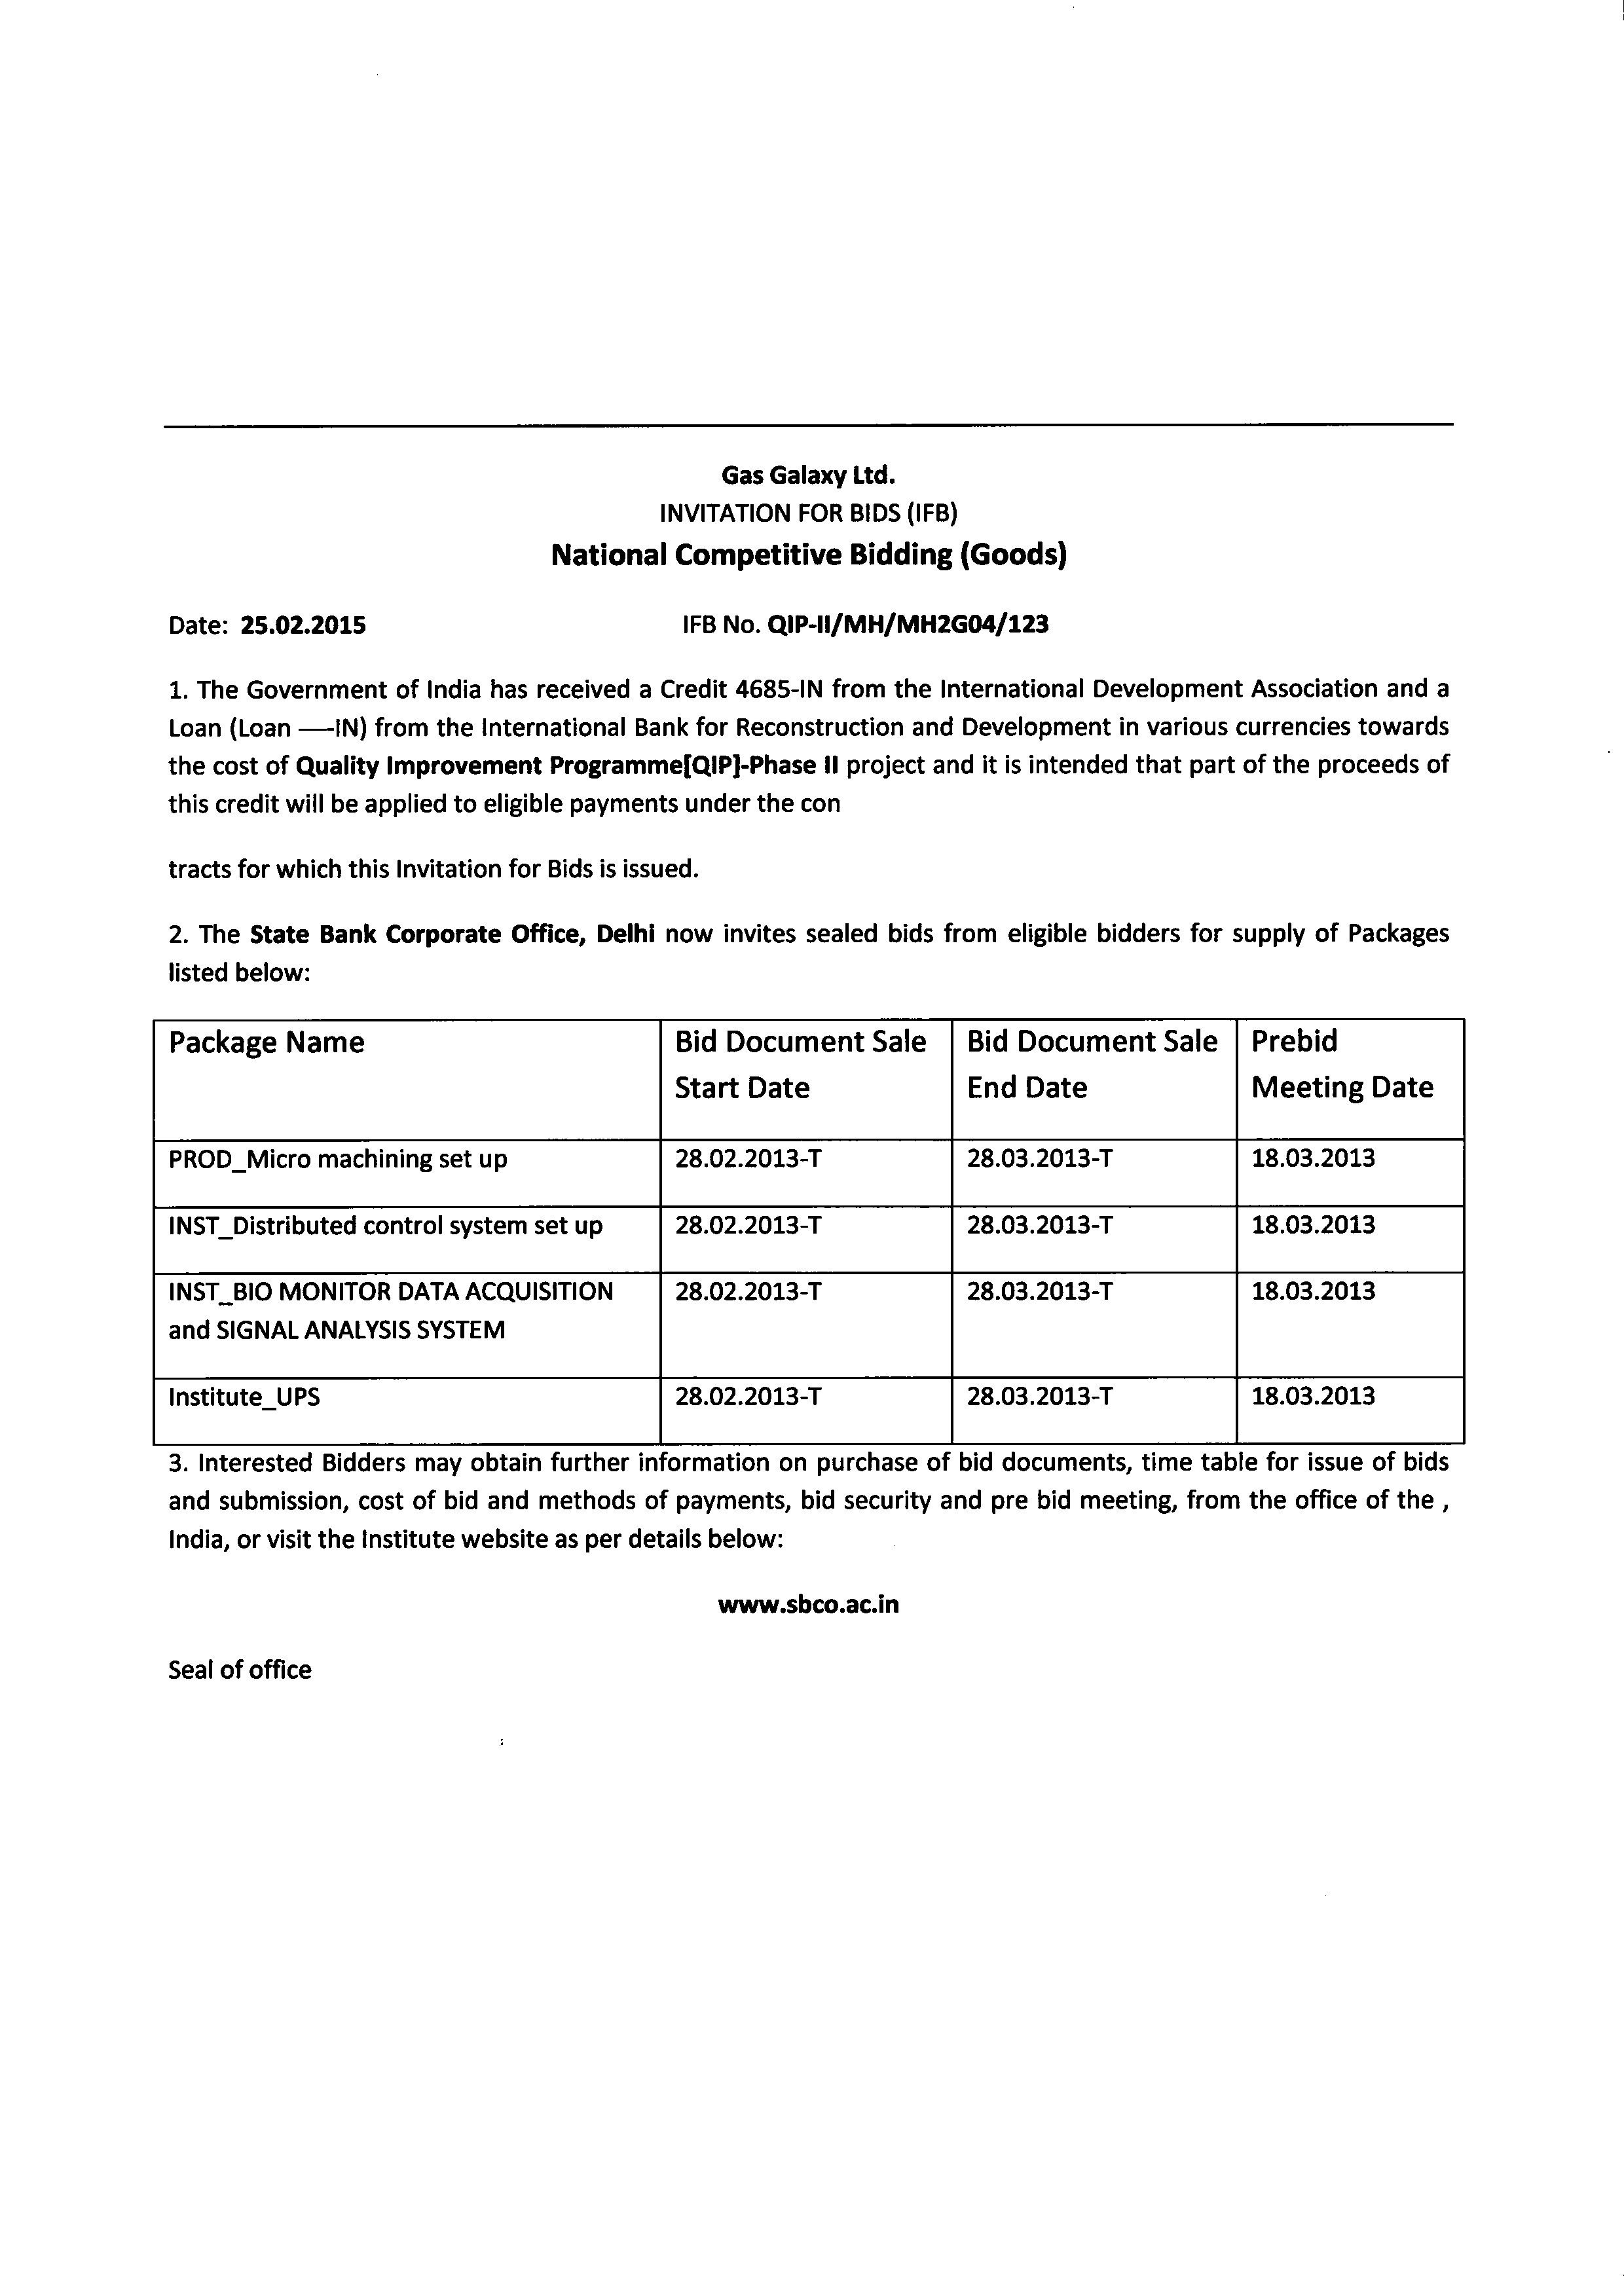 Gas Galaxy Ltd.
INVITATION FOR BIDS (IFB)
National Competitive Bidding (Goods)
Date: 25.02.2015 IFB No. QIP-II/MH/MH2G04/123
1. The Government of India has received a Credit 4685-IN from the International Development Association and a
Loan (Loan —–IN) from the International Bank for Reconstruction and Development in various currencies towards
the cost of Quality Improvement Programme[QIP]-Phase II project and it is intended that part of the proceeds of
this credit will be applied to eligible payments under the con
tracts for which this Invitation for Bids is issued.
2. The State Bank Corporate Office, Delhi now invites sealed bids from eligible bidders for supply of Packages
listed below:
Package Name Bid Document Sale Bid Document Sale Prebid
Start Date End Date Meeting Date
PROD_Micro machining set up 28.02.2013-T 28.03.2013-T 18.03.2013
INST_Distributed control system set up 28.02.2013-T 28.03.2013-T 18.03.2013
INST_BIO MONITOR DATA ACQUISITION 28.02.2013-T 28.03.2013-T 18.03.2013
and SIGNAL ANALYSIS SYSTEM
Institute_UPS 28.02.2013-T 28.03.2013-T 18.03.2013
3. Interested Bidders may obtain further information on purchase of bid documents, time table for issue of bids
and submission, cost of bid and methods of payments, bid security and pre bid meeting, from the office of the ,
India, or visit the Institute website as per details below:
www.sbco.ac.in
Seal of office